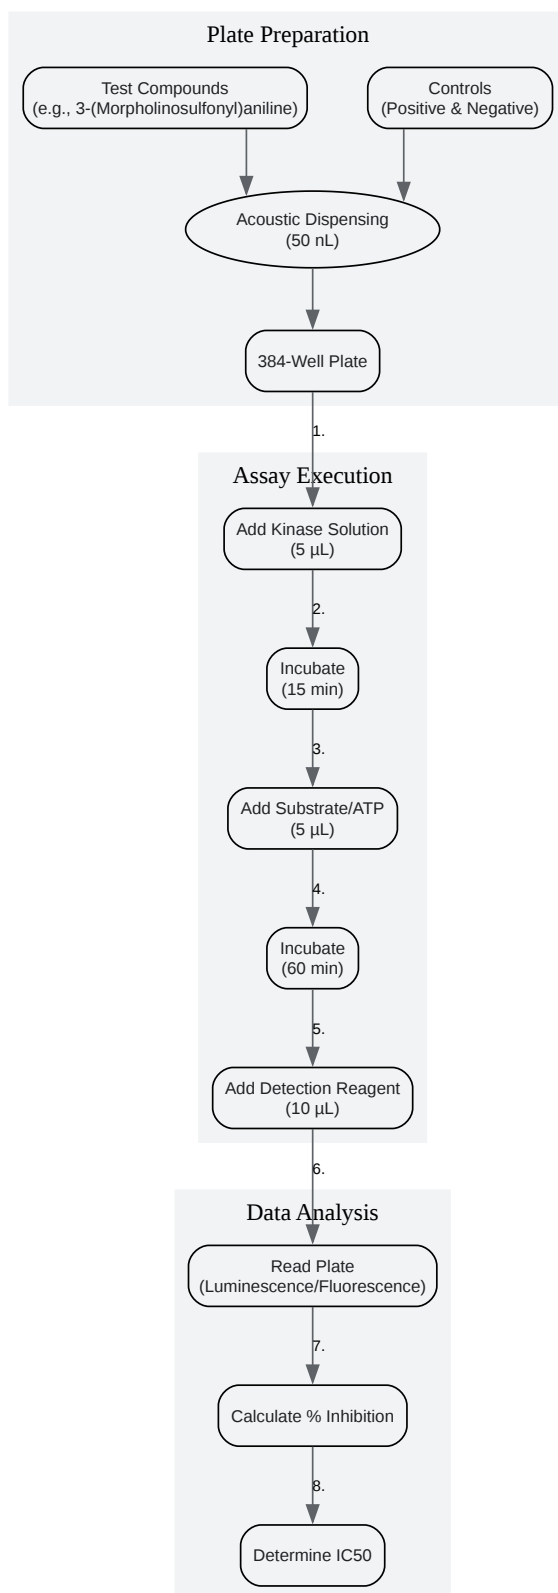 Plate Preparation
Test Compounds
(e.g., 3-(Morpholinosulfonyl)aniline)
Controls
(Positive & Negative)
Acoustic Dispensing
(50 nL)
384-Well Plate
1.
Assay Execution
Add Kinase Solution
(5 µL)
2.
Incubate
(15 min)
3.
Add Substrate/ATP
(5 µL)
4.
Incubate
(60 min)
5.
Add Detection Reagent
(10 µL)
6.
Data Analysis
Read Plate
(Luminescence/Fluorescence)
7.
Calculate % Inhibition
8.
Determine IC50